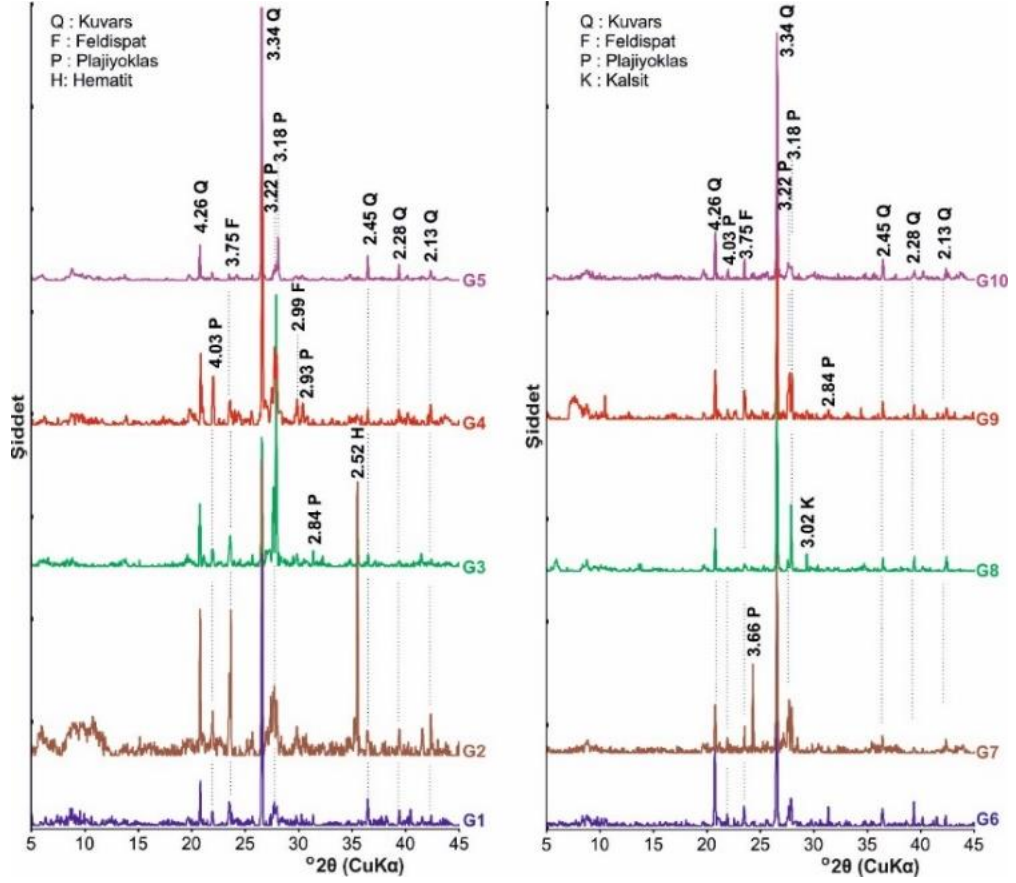 Q : Kuvars
F : Feldispat
P : Plajiyoklas
H: Hematit
3.34 Q
3.18 P
3.22 P
4.26 Q
3.75 F
2.45 Q
2.28 Q
2.13 Q
G5
2.99 F
4.03 P
2.93 P
G4
2.52 H
2.84 P
G3
G2
G1
Şiddet
5 10 15 20 25 30 35 40 45
°2θ (CuKα)
Q : Kuvars
F : Feldispat
P : Plajiyoklas
K : Kalsit
3.34 Q
3.18 P
3.22 P
4.26 Q
4.03 P
3.75 F
2.45 Q
2.28 Q
2.13 Q
G10
2.84 P
G9
3.02 K
G8
3.66 P
G7
G6
Şiddet
5 10 15 20 25 30 35 40 45
°2θ (CuKα)